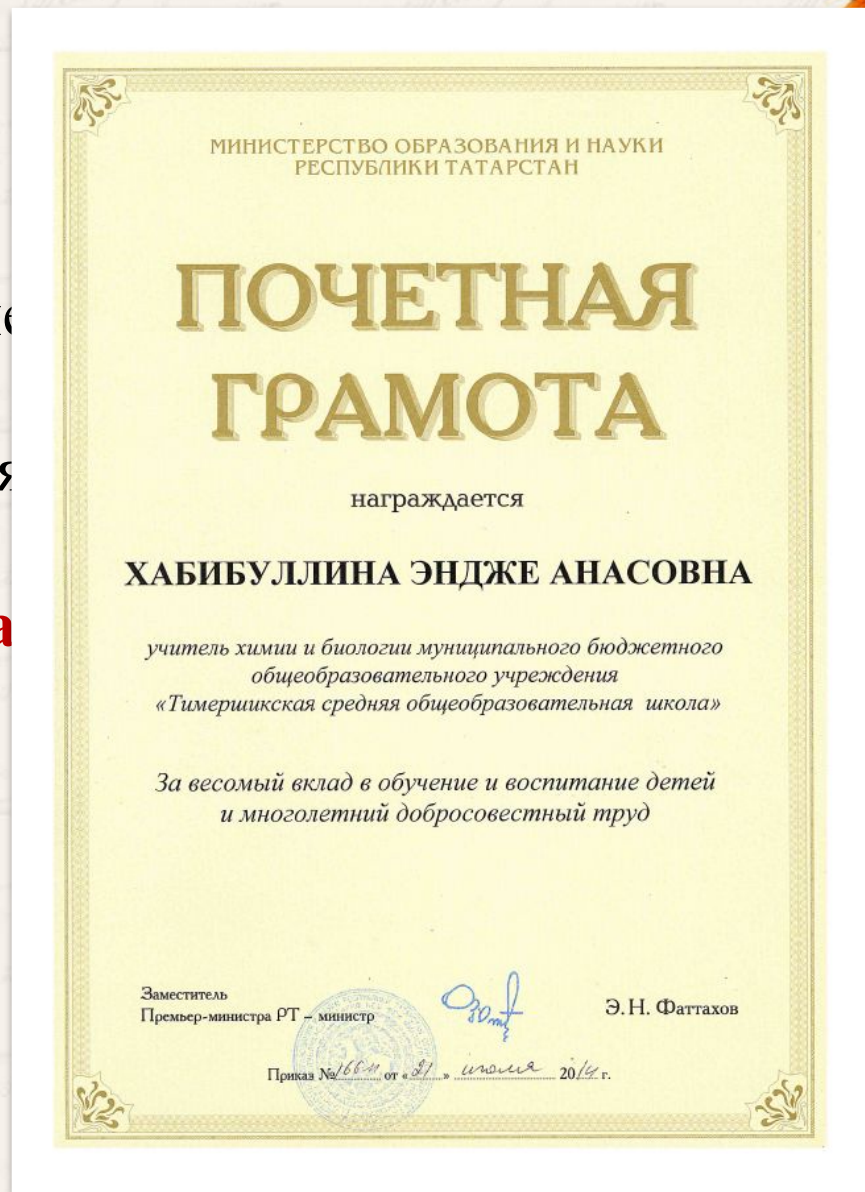 МИНИСТЕРСТВО ОБРАЗОВАНИЯ И НАУКИ
РЕСПУБЛИКИ ТАТАРСТАН
ПОЧЕТНАЯ
ГРАМОТА
награждается
ХАБИБУЛЛИНА ЭНДЖЕ АНАСОВНА
учитель химии и биологии муниципального бюджетного
общеобразовательного учреждения
«Тимершикская средняя общеобразовательная школа»
За весомый вклад в обучение и воспитание детей
и многолетний добросовестный труд
Заместитель
Премьер-министра РТ – министр
Э.Н. Фаттахов
Приказ № от «21» 2014 г.